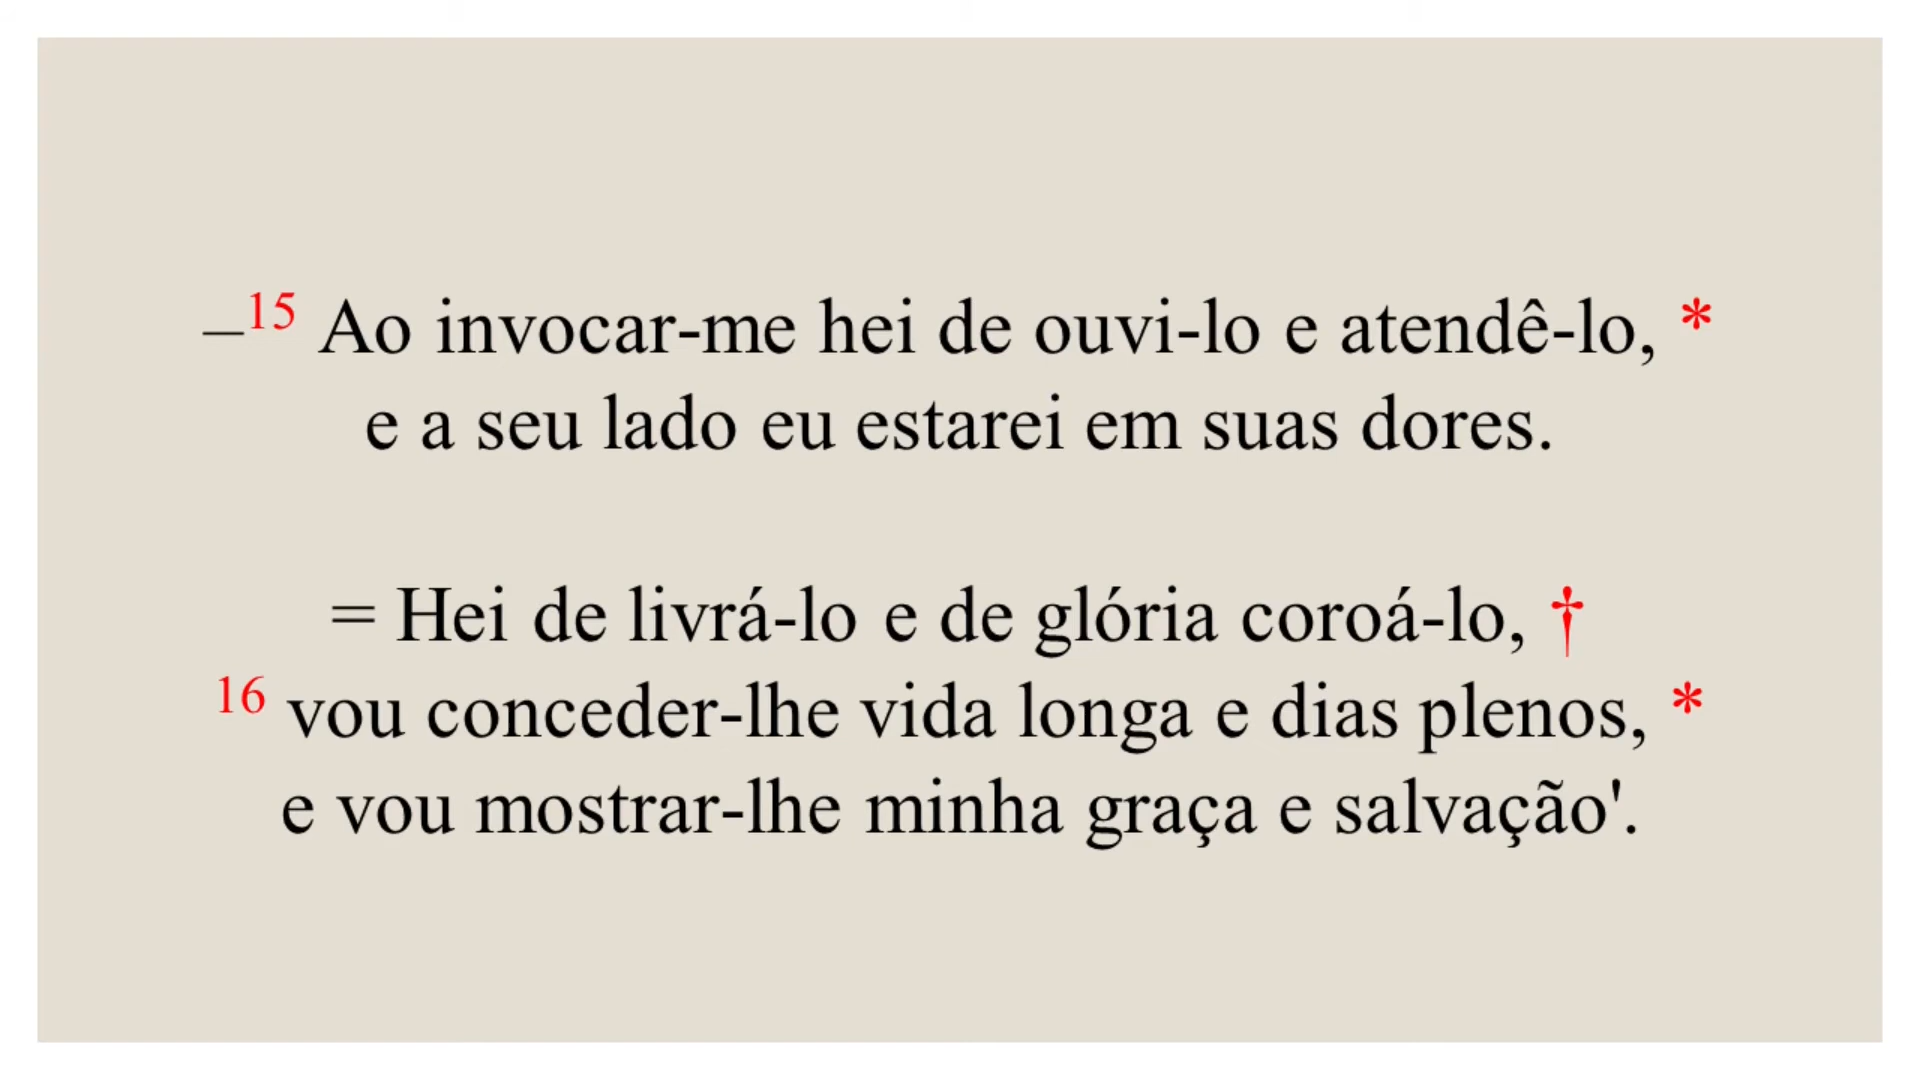 –15 Ao invocar-me hei de ouvi-lo e atendê-lo, *
e a seu lado eu estarei em suas dores.
= Hei de livrá-lo e de glória coroá-lo, †
16 vou conceder-lhe vida longa e dias plenos, *
e vou mostrar-lhe minha graça e salvação'.